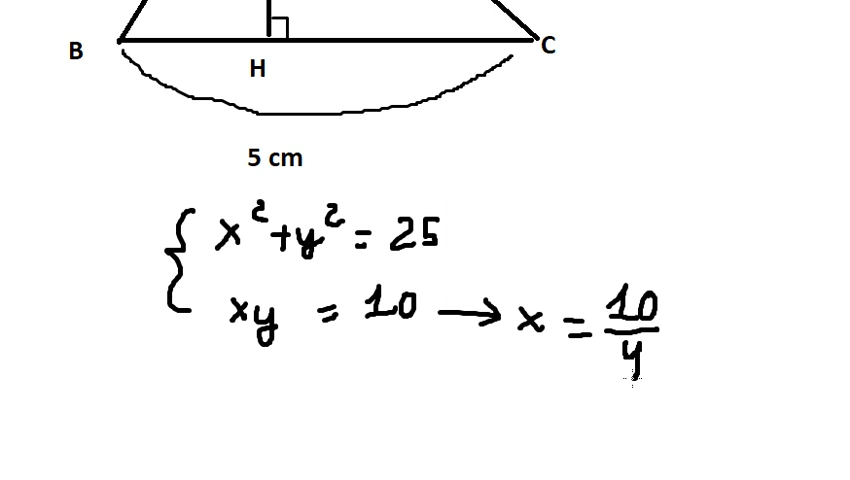 B C
H
5 cm
x² + y² = 25
xy = 10 → x = 10/y